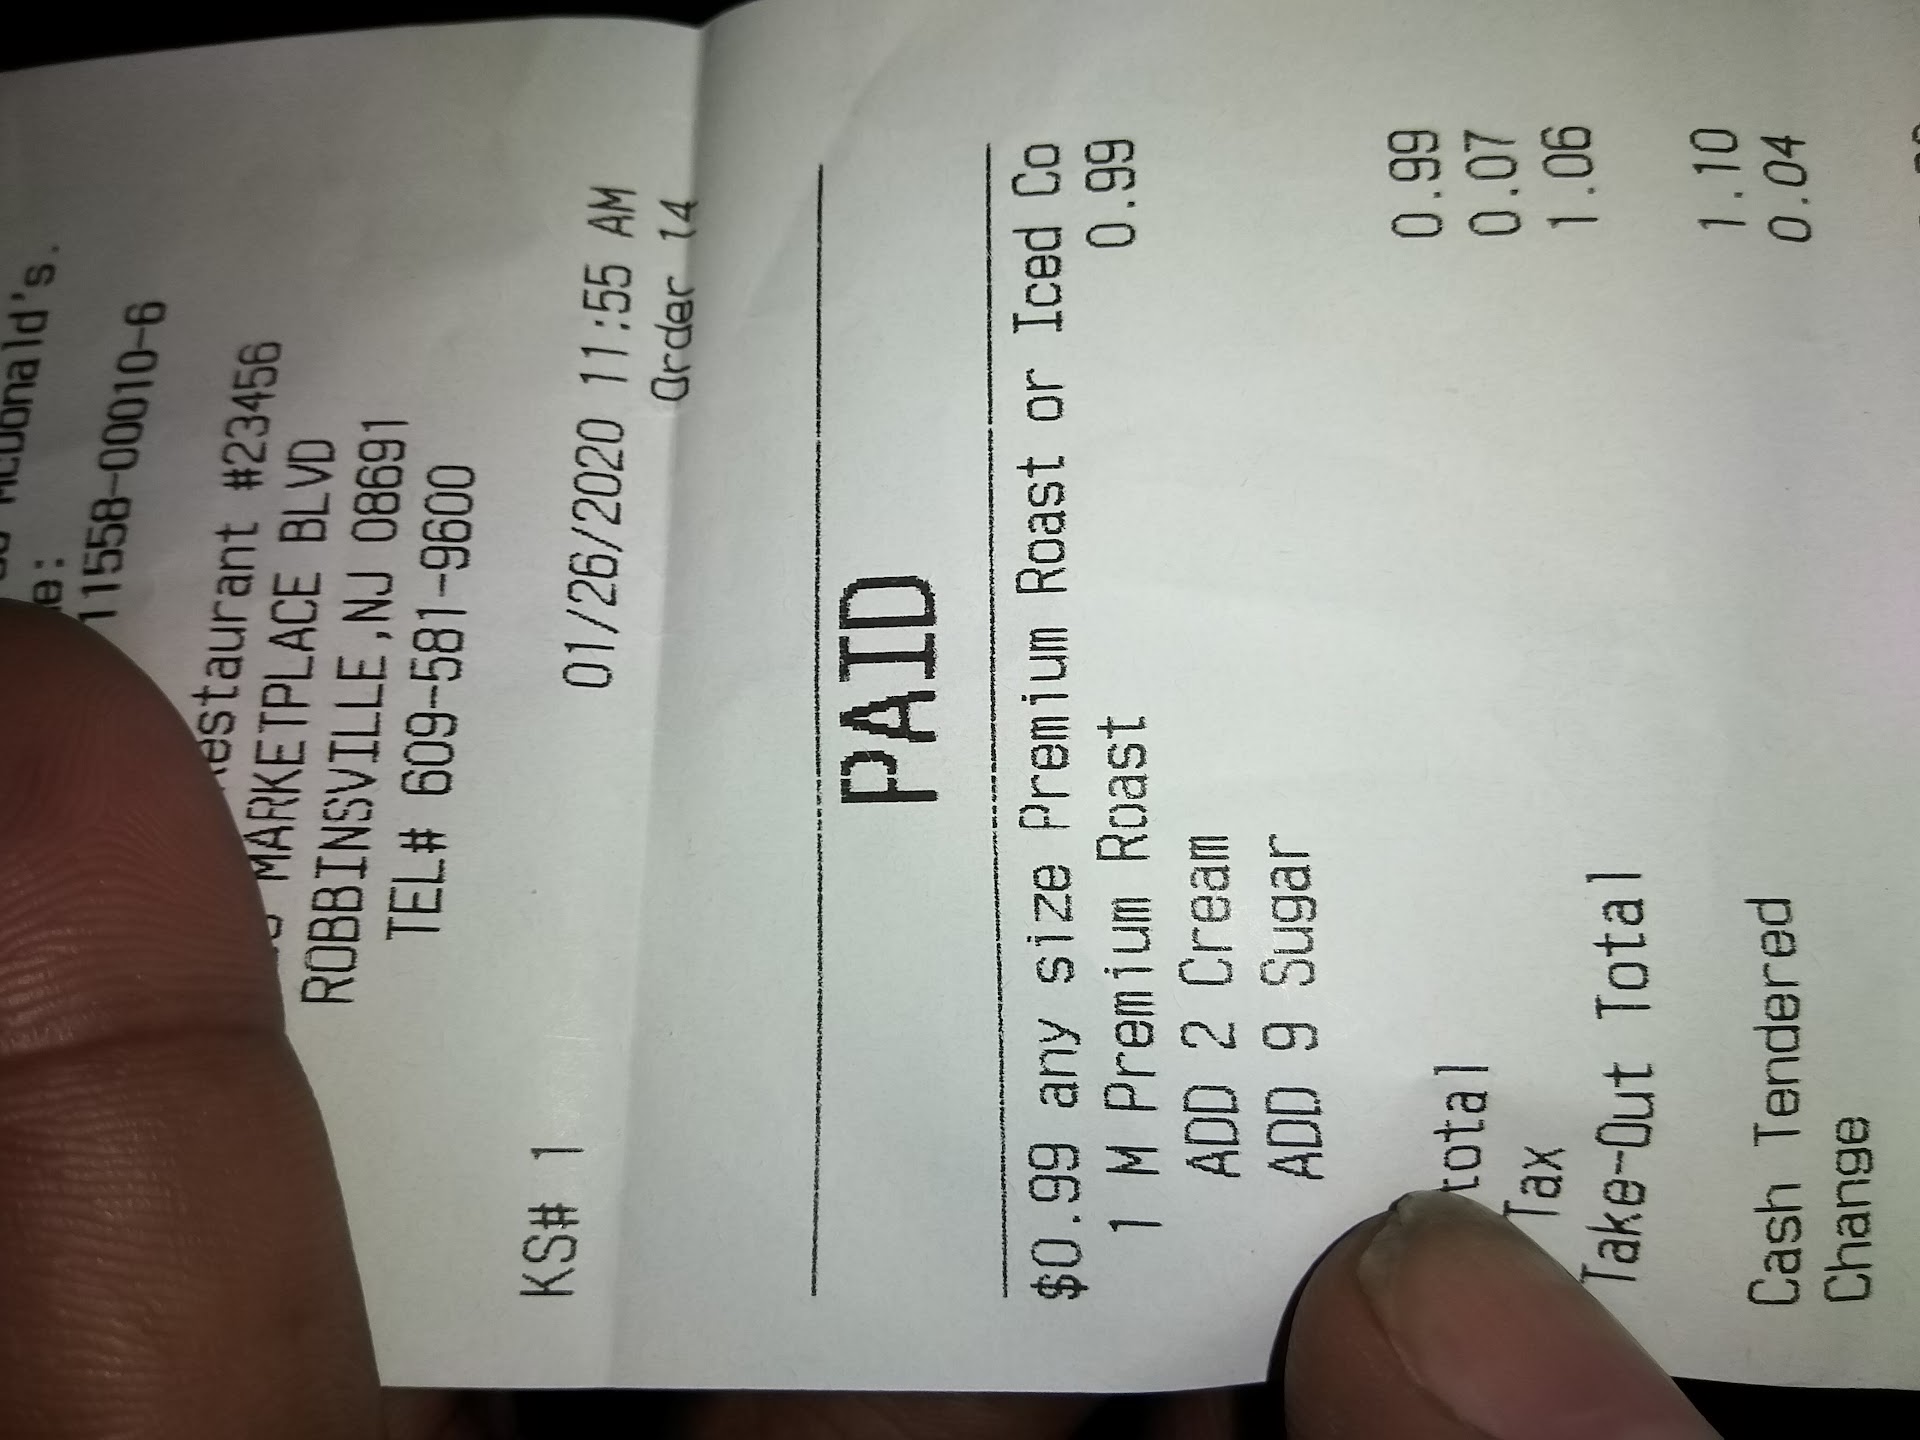 McDonald's.
11558-00010-6
Restaurant #23456
MARKETPLACE BLVD
ROBBINSVILLE,NJ 08691
TEL# 609-581-9600
KS# 1 01/26/2020 11:55 AM
Order 14
PAID
$0.99 any size Premium Roast or Iced Co
1 M Premium Roast 0.99
ADD 2 Cream
ADD 9 Sugar
total 0.99
Tax 0.07
Take-Out Total 1.06
Cash Tendered 1.10
Change 0.04